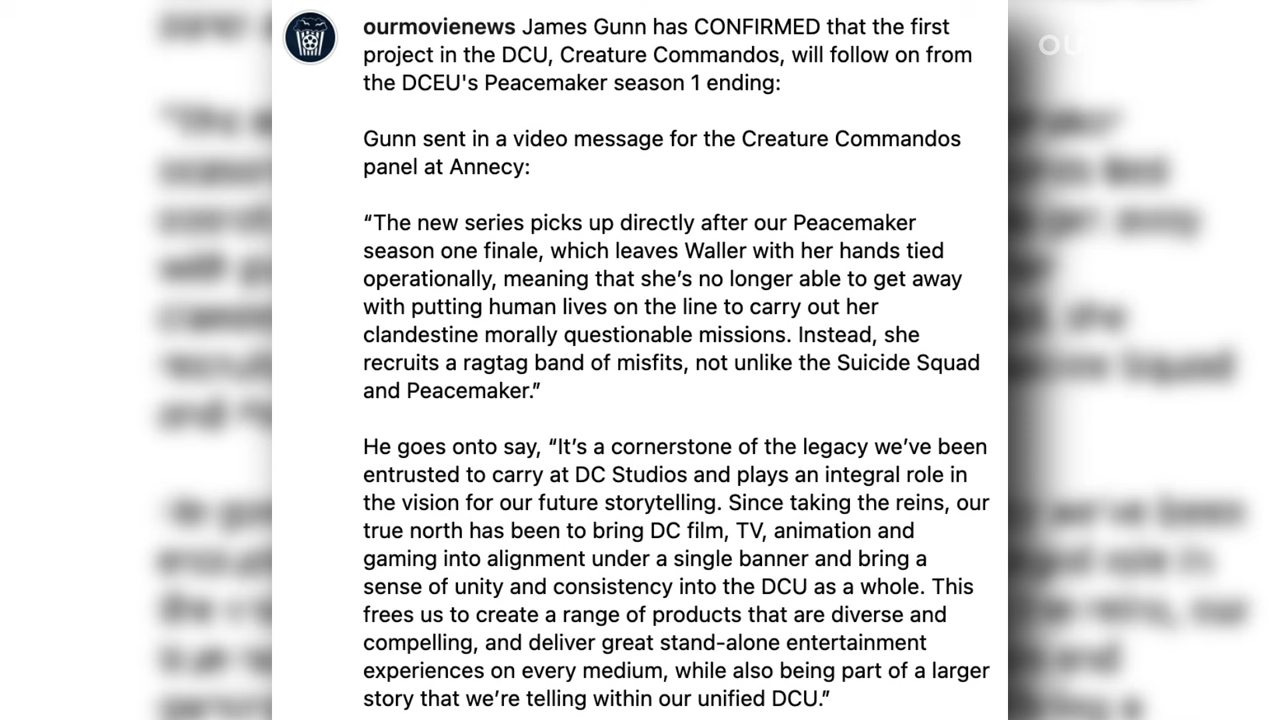 ourmovienews James Gunn has CONFIRMED that the first
project in the DCU, Creature Commandos, will follow on from
the DCEU's Peacemaker season 1 ending:
Gunn sent in a video message for the Creature Commandos
panel at Annecy:
“The new series picks up directly after our Peacemaker
season one finale, which leaves Waller with her hands tied
operationally, meaning that she’s no longer able to get away
with putting human lives on the line to carry out her
clandestine morally questionable missions. Instead, she
recruits a ragtag band of misfits, not unlike the Suicide Squad
and Peacemaker.”
He goes onto say, “It’s a cornerstone of the legacy we’ve been
entrusted to carry at DC Studios and plays an integral role in
the vision for our future storytelling. Since taking the reins, our
true north has been to bring DC film, TV, animation and
gaming into alignment under a single banner and bring a
sense of unity and consistency into the DCU as a whole. This
frees us to create a range of products that are diverse and
compelling, and deliver great stand-alone entertainment
experiences on every medium, while also being part of a larger
story that we’re telling within our unified DCU.”